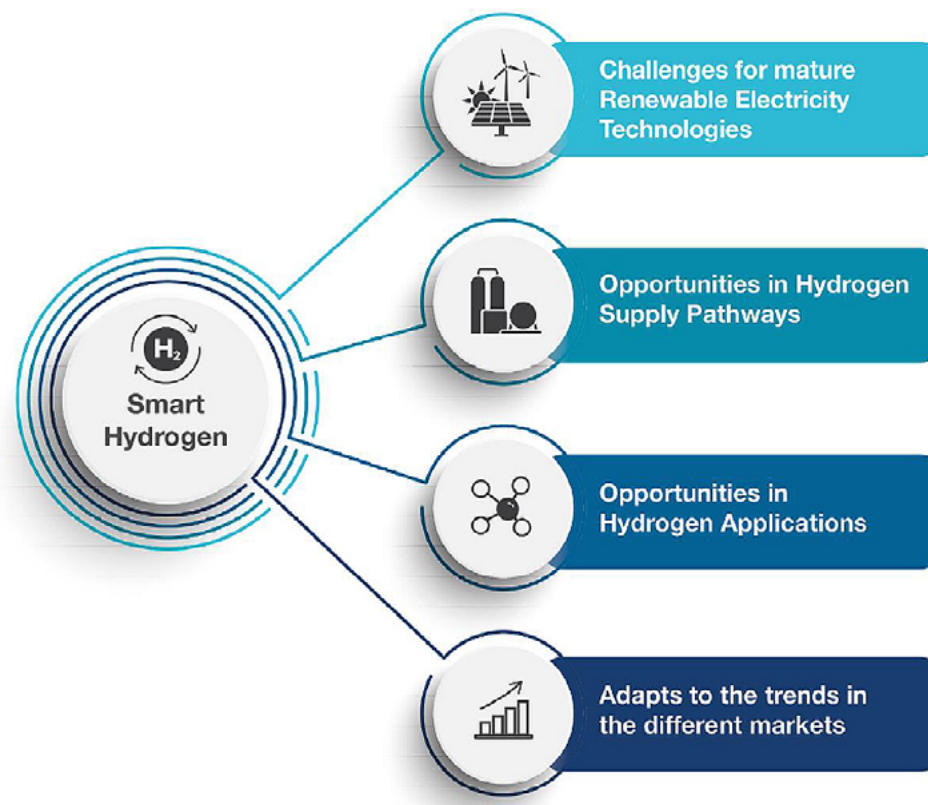 Challenges for mature
Renewable Electricity
Technologies
H₂
Smart
Hydrogen
Opportunities in Hydrogen
Supply Pathways
Opportunities in
Hydrogen Applications
Adapts to the trends in
the different markets